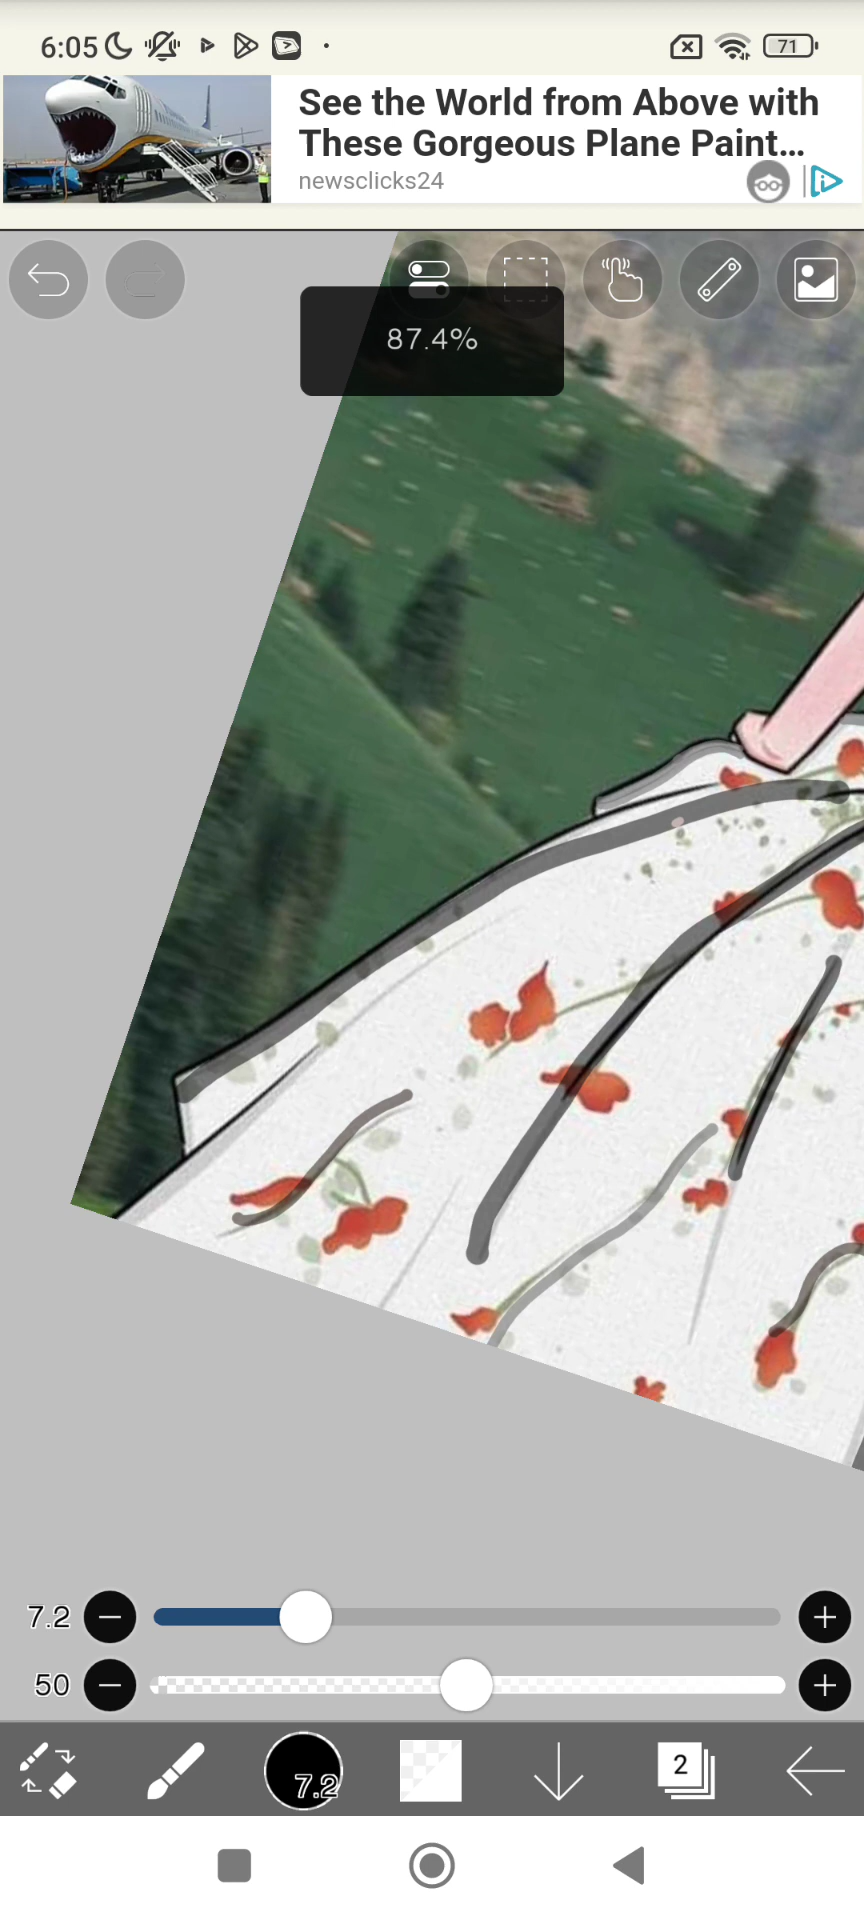 6:05
71
See the World from Above with
These Gorgeous Plane Paint...
newsclicks24
87.4%
7.2
50
7.2
2